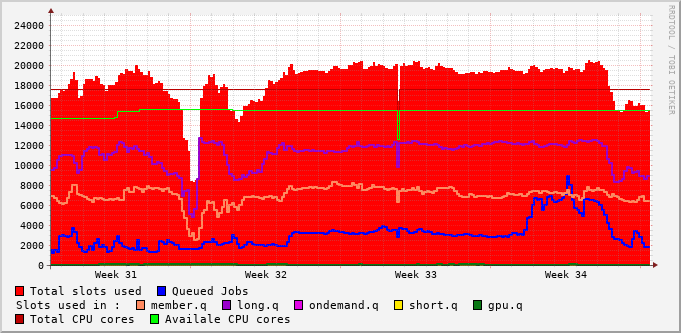 24000
22000
20000
18000
16000
14000
12000
10000
8000
6000
4000
2000
0
Week 31 Week 32 Week 33 Week 34
Total slots used Queued Jobs
Slots used in : member.q long.q ondemand.q short.q gpu.q
Total CPU cores Availale CPU cores
RRDTOOL / TOBI OETIKER